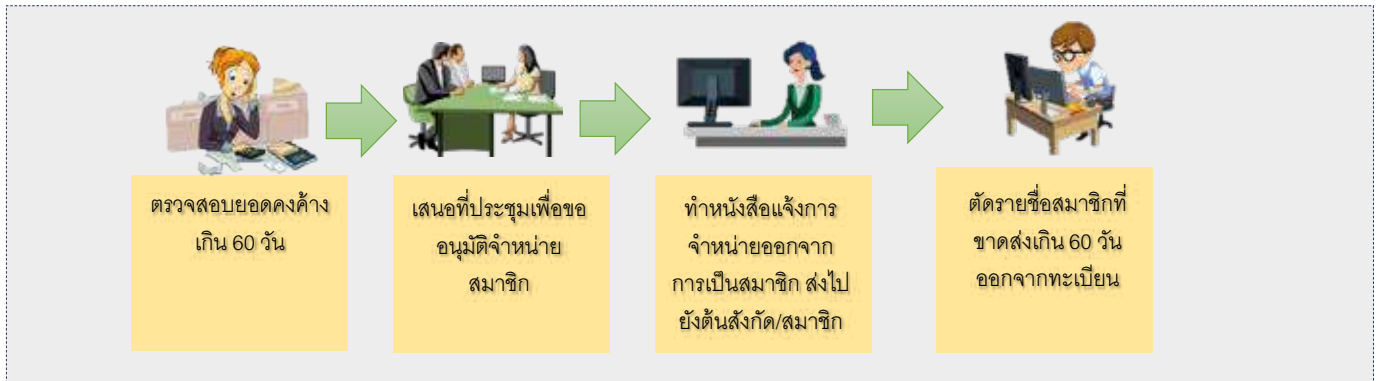 ตรวจสอบยอดคงค้าง
เกิน 60 วัน
เสนอที่ประชุมเพื่อขอ
อนุมัติจำหน่าย
สมาชิก
ทำหนังสือแจ้งการ
จำหน่ายออกจาก
การเป็นสมาชิก ส่งไป
ยังต้นสังกัด/สมาชิก
ตัดรายชื่อสมาชิกที่
ขาดส่งเกิน 60 วัน
ออกจากทะเบียน